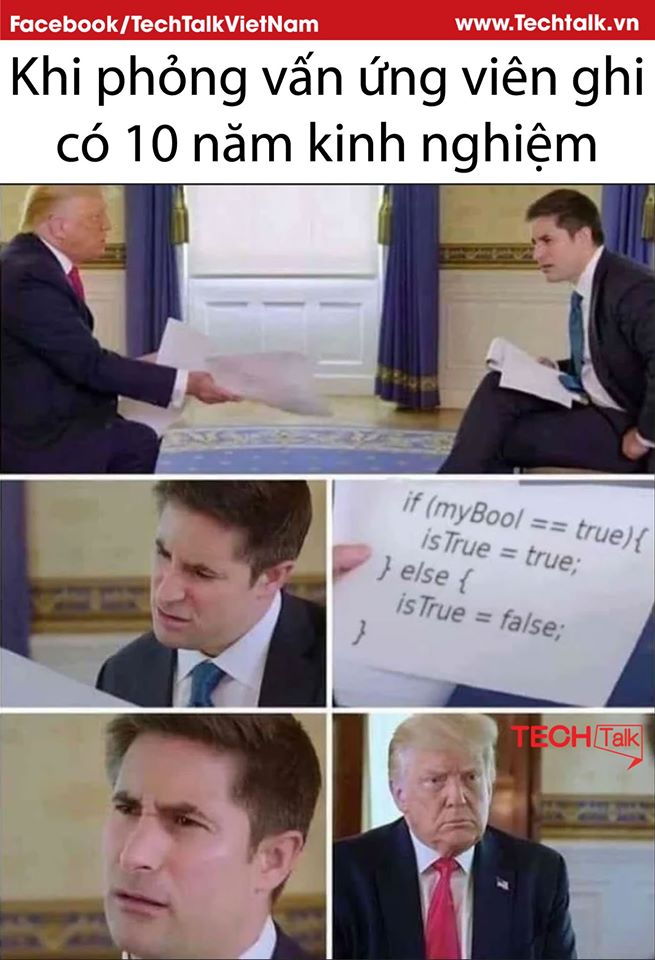 Facebook/TechTalkVietNam
www.Techtalk.vn
Khi phỏng vấn ứng viên ghi
có 10 năm kinh nghiệm
if (myBool == true){
isTrue = true;
} else {
isTrue = false;
}
TECH Talk